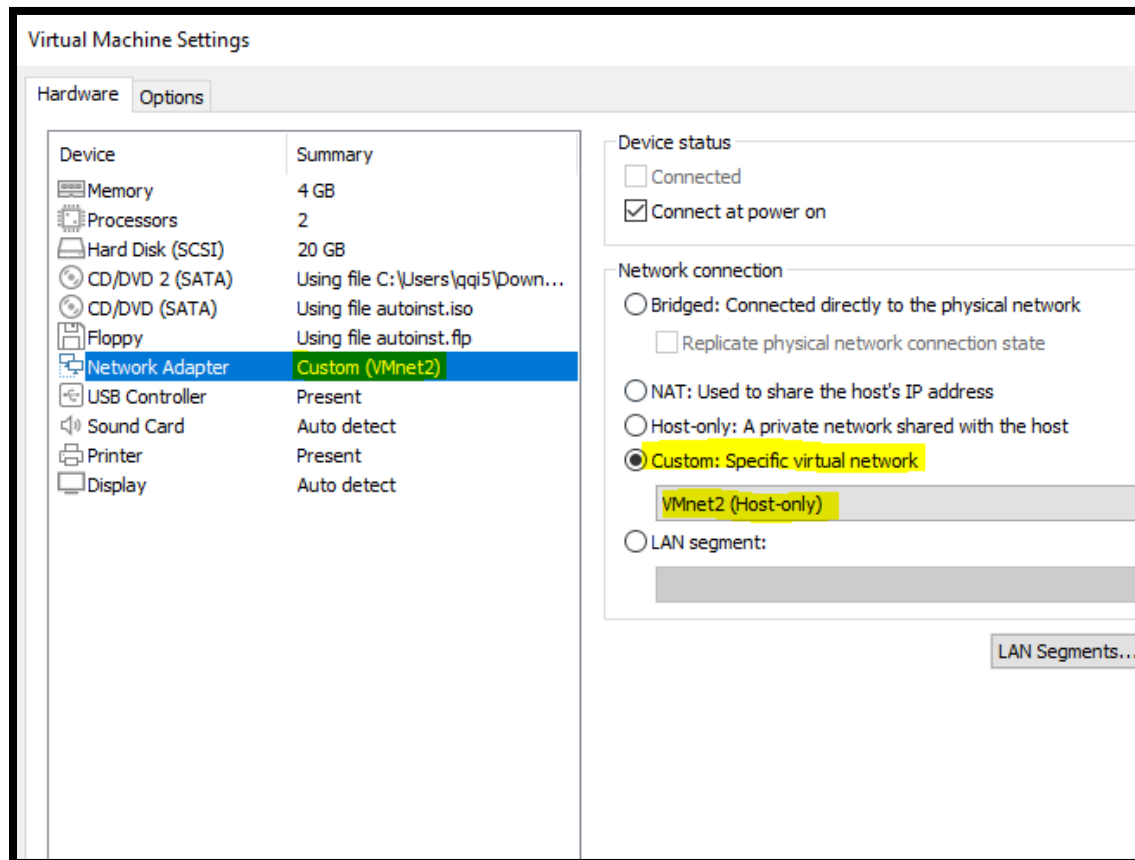 Virtual Machine Settings
Hardware Options
Device Summary
Memory 4 GB
Processors 2
Hard Disk (SCSI) 20 GB
CD/DVD 2 (SATA) Using file C:\Users\qqi5\Down...
CD/DVD (SATA) Using file autoinst.iso
Floppy Using file autoinst.flp
Network Adapter Custom (VMnet2)
USB Controller Present
Sound Card Auto detect
Printer Present
Display Auto detect
Device status
Connected
Connect at power on
Network connection
Bridged: Connected directly to the physical network
Replicate physical network connection state
NAT: Used to share the host's IP address
Host-only: A private network shared with the host
Custom: Specific virtual network
VMnet2 (Host-only)
LAN segment:
LAN Segments...